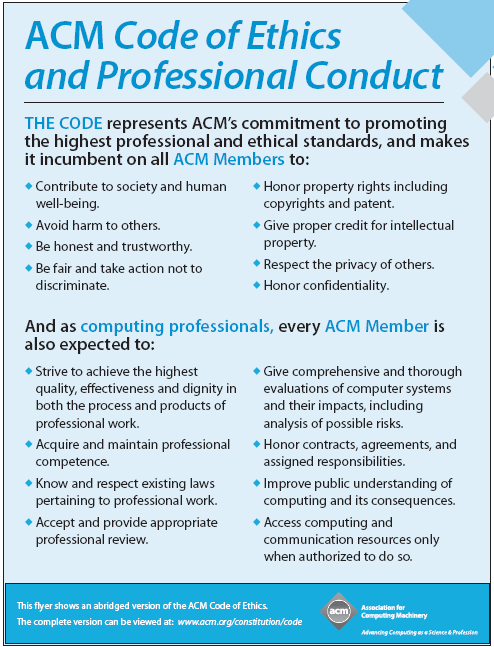 ACM Code of Ethics
and Professional Conduct
THE CODE represents ACM's commitment to promoting
the highest professional and ethical standards, and makes
it incumbent on all ACM Members to:
◆ Contribute to society and human
well-being.
◆ Avoid harm to others.
◆ Be honest and trustworthy.
◆ Be fair and take action not to
discriminate.
◆ Honor property rights including
copyrights and patent.
◆ Give proper credit for intellectual
property.
◆ Respect the privacy of others.
◆ Honor confidentiality.
And as computing professionals, every ACM Member is
also expected to:
◆ Strive to achieve the highest
quality, effectiveness and dignity in
both the process and products of
professional work.
◆ Acquire and maintain professional
competence.
◆ Know and respect existing laws
pertaining to professional work.
◆ Accept and provide appropriate
professional review.
◆ Give comprehensive and thorough
evaluations of computer systems
and their impacts, including
analysis of possible risks.
◆ Honor contracts, agreements, and
assigned responsibilities.
◆ Improve public understanding of
computing and its consequences.
◆ Access computing and
communication resources only
when authorized to do so.
This flyer shows an abridged version of the ACM Code of Ethics.
The complete version can be viewed at: www.acm.org/constitution/code
acm
Association for
Computing Machinery
Advancing Computing as a Science & Profession